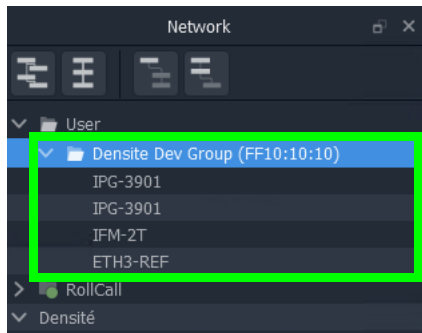 Network
User
Densite Dev Group (FF10:10:10)
IPG-3901
IPG-3901
IFM-2T
ETH3-REF
RollCall
Densité